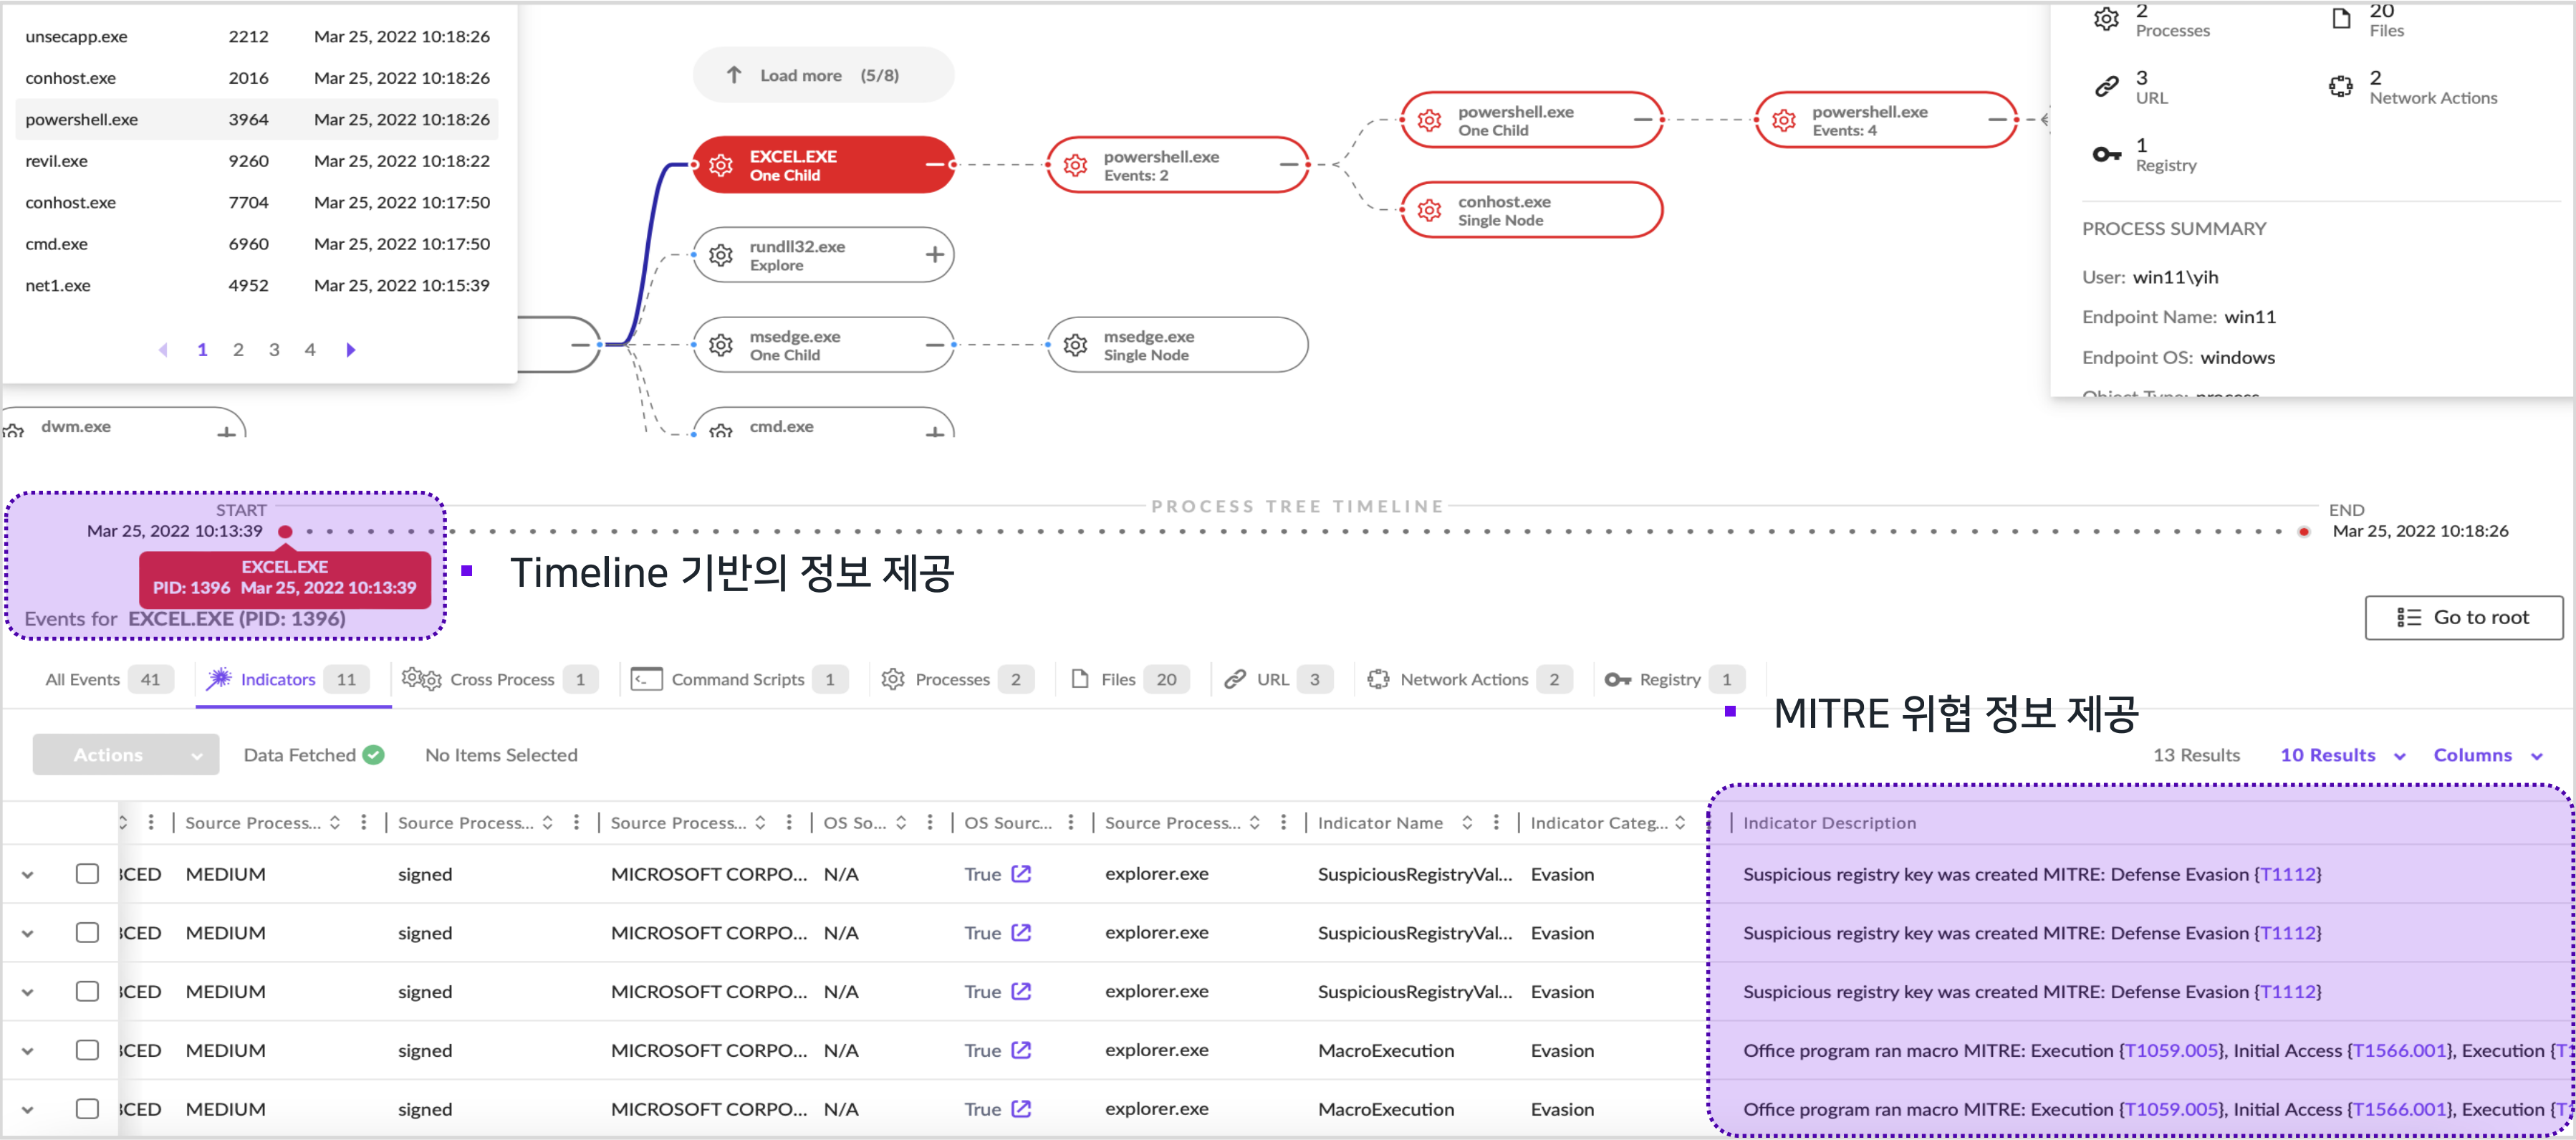 unsecapp.exe 2212 Mar 25, 2022 10:18:26
conhost.exe 2016 Mar 25, 2022 10:18:26
powershell.exe 3964 Mar 25, 2022 10:18:26
revil.exe 9260 Mar 25, 2022 10:18:22
conhost.exe 7704 Mar 25, 2022 10:17:50
cmd.exe 6960 Mar 25, 2022 10:17:50
net1.exe 4952 Mar 25, 2022 10:15:39
1 2 3 4
dwm.exe
Load more (5/8)
EXCEL.EXE
One Child
powershell.exe
Events: 2
powershell.exe
One Child
powershell.exe
Events: 4
conhost.exe
Single Node
rundll32.exe
Explore
msedge.exe
One Child
msedge.exe
Single Node
cmd.exe
2
Processes
20
Files
3
URL
2
Network Actions
1
Registry
PROCESS SUMMARY
User: win11\yih
Endpoint Name: win11
Endpoint OS: windows
Object Type: process
PROCESS TREE TIMELINE
START
Mar 25, 2022 10:13:39
END
Mar 25, 2022 10:18:26
EXCEL.EXE
PID: 1396 Mar 25, 2022 10:13:39
Timeline 기반의 정보 제공
Events for EXCEL.EXE (PID: 1396)
Go to root
All Events 41 Indicators 11 Cross Process 1 Command Scripts 1 Processes 2 Files 20 URL 3 Network Actions 2 Registry 1
MITRE 위협 정보 제공
Actions Data Fetched No Items Selected 13 Results 10 Results Columns
Source Process... Source Process... Source Process... OS So... OS Sourc... Source Process... Indicator Name Indicator Categ... Indicator Description
CED MEDIUM signed MICROSOFT CORPO... N/A True explorer.exe SuspiciousRegistryVal... Evasion Suspicious registry key was created MITRE: Defense Evasion {T1112}
CED MEDIUM signed MICROSOFT CORPO... N/A True explorer.exe SuspiciousRegistryVal... Evasion Suspicious registry key was created MITRE: Defense Evasion {T1112}
CED MEDIUM signed MICROSOFT CORPO... N/A True explorer.exe SuspiciousRegistryVal... Evasion Suspicious registry key was created MITRE: Defense Evasion {T1112}
CED MEDIUM signed MICROSOFT CORPO... N/A True explorer.exe MacroExecution Evasion Office program ran macro MITRE: Execution {T1059.005}, Initial Access {T1566.001}, Execution {T
CED MEDIUM signed MICROSOFT CORPO... N/A True explorer.exe MacroExecution Evasion Office program ran macro MITRE: Execution {T1059.005}, Initial Access {T1566.001}, Execution {T